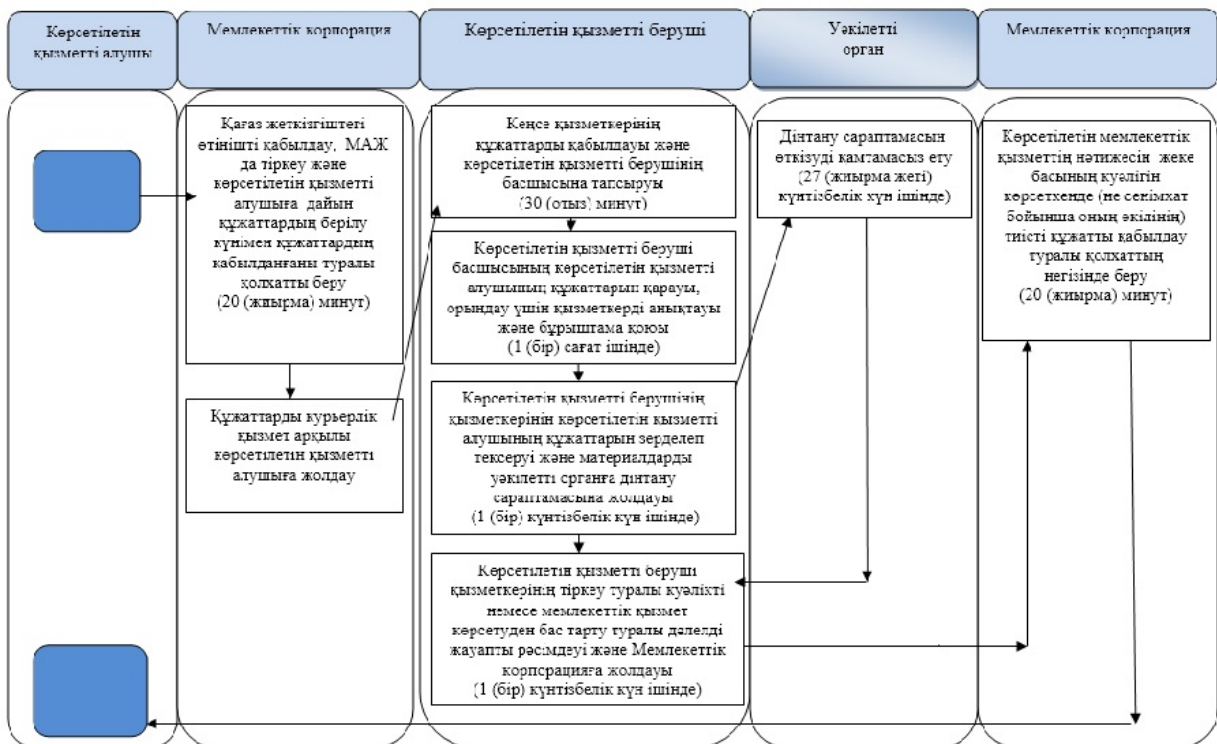 Көрсетілетін
қызметті алушы
Мемлекеттік корпорация
Көрсетілетін қызметті беруші
Уәкілетті
орган
Мемлекеттік корпорация
Қағаз жеткізгіштегі
өтінішті қабылдау, МАЖ
да тіркеу және
көрсетілетін қызметті
алушыға дайын
құжаттардың берілу
күнімен құжаттардың
қабылданғаны туралы
қолхатты беру
(20 (жиырма) минут)
Құжаттарды курьерлік
қызмет арқылы
көрсетілетін қызметті
алушыға жолдау
Кеңсе қызметкерінің
құжаттарды қабылдауы және
көрсетілетін қызметті берушінің
басшысына тапсыруы
(30 (отыз) минут)
Көрсетілетін қызметті беруші
басшысының көрсетілетін қызметті
алушының құжаттарын қарауы,
орындау үшін қызметкерді анықтауы
және бұрыштама қоюы
(1 (бір) сағат ішінде)
Көрсетілетін қызметті берушінің
қызметкерінін көрсетілетін қызметті
алушының құжаттарын зерделеп
тексеруі және материалдарды
уәкілетті органға дінтану
сараптамасына жолдауы
(1 (бір) күнтізбелік күн ішінде)
Көрсетілетін қызметті беруші
қызметкерінің тіркеу туралы куәлікті
немесе мемлекеттік қызмет
көрсетуден бас тарту туралы дәлелді
жауапты рәсімдеуі және Мемлекеттік
корпорацияға жолдауы
(1 (бір) күнтізбелік күн ішінде)
Дінтану сараптамасын
өткізуді қамтамасыз ету
(27 (жиырма жеті)
күнтізбелік күн ішінде)
Көрсетілетін мемлекеттік
қызметтің нәтижесін жеке
басының куәлігін
көрсеткенде (не сенімхат
бойынша оның өкілінің)
тиісті құжатты қабылдау
туралы қолхаттың
негізінде беру
(20 (жиырма) минут)